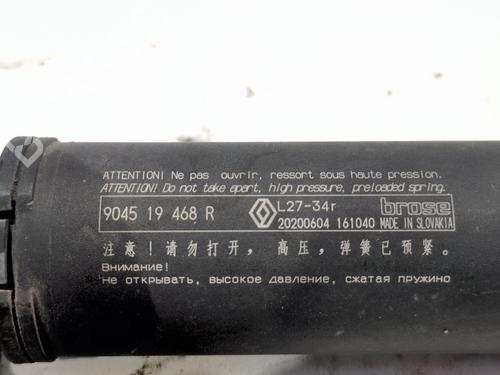 ATTENTION! Ne pas ouvrir, ressort sous haute pression.
ATTENTION! Do not take apart, high pressure, preloaded spring.
9045 19 468 R L27-34r brose
20200604 161040 MADE IN SLOVAKIA
注意！请勿打开，高压，弹簧已预紧。
Внимание!
Не открывать, высокое давление, сжатая пружино